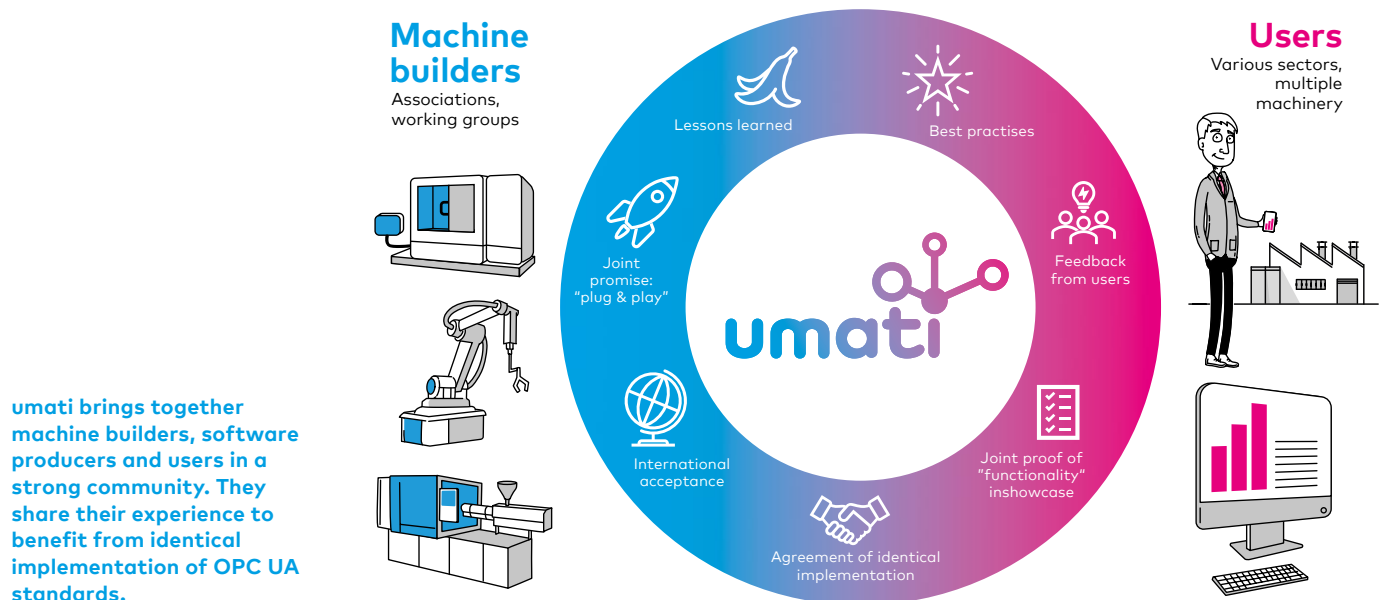 Machine
builders
Associations,
working groups
Lessons learned
Best practises
Joint
promise:
“plug & play”
Feedback
from users
umati
International
acceptance
Joint proof of
”functionality“
inshowcase
Agreement of identical
implementation
Users
Various sectors,
multiple
machinery
umati brings together
machine builders, software
producers and users in a
strong community. They
share their experience to
benefit from identical
implementation of OPC UA
standards.